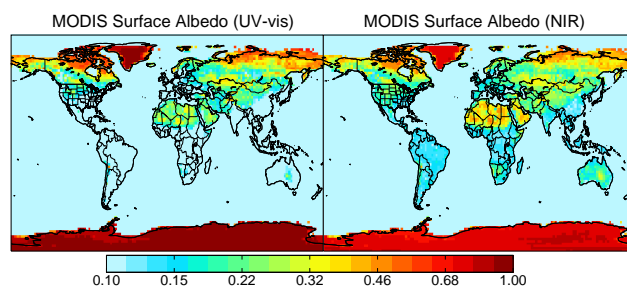 MODIS Surface Albedo (UV-vis)
MODIS Surface Albedo (NIR)
0.10 0.15 0.22 0.32 0.46 0.68 1.00